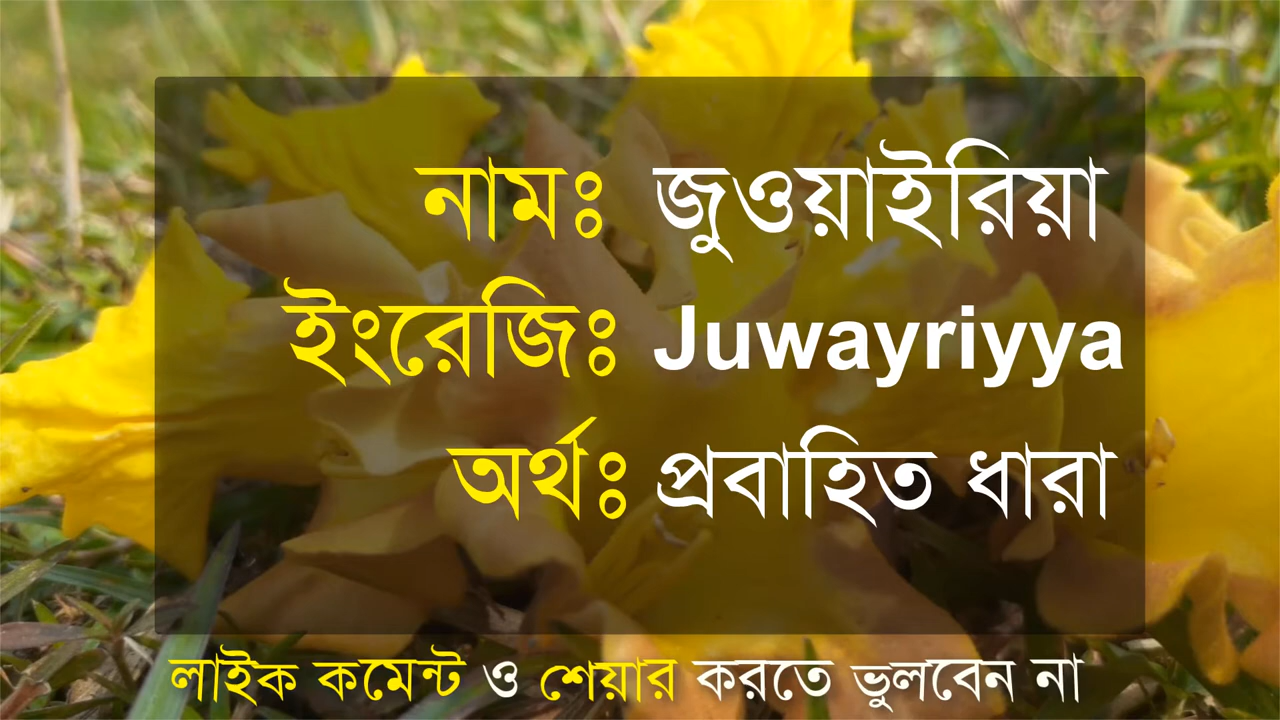 নামঃ জুওয়াইরিয়া
ইংরেজিঃ Juwayriyya
অর্থঃ প্রবাহিত ধারা
লাইক কমেন্ট ও শেয়ার করতে ভুলবেন না